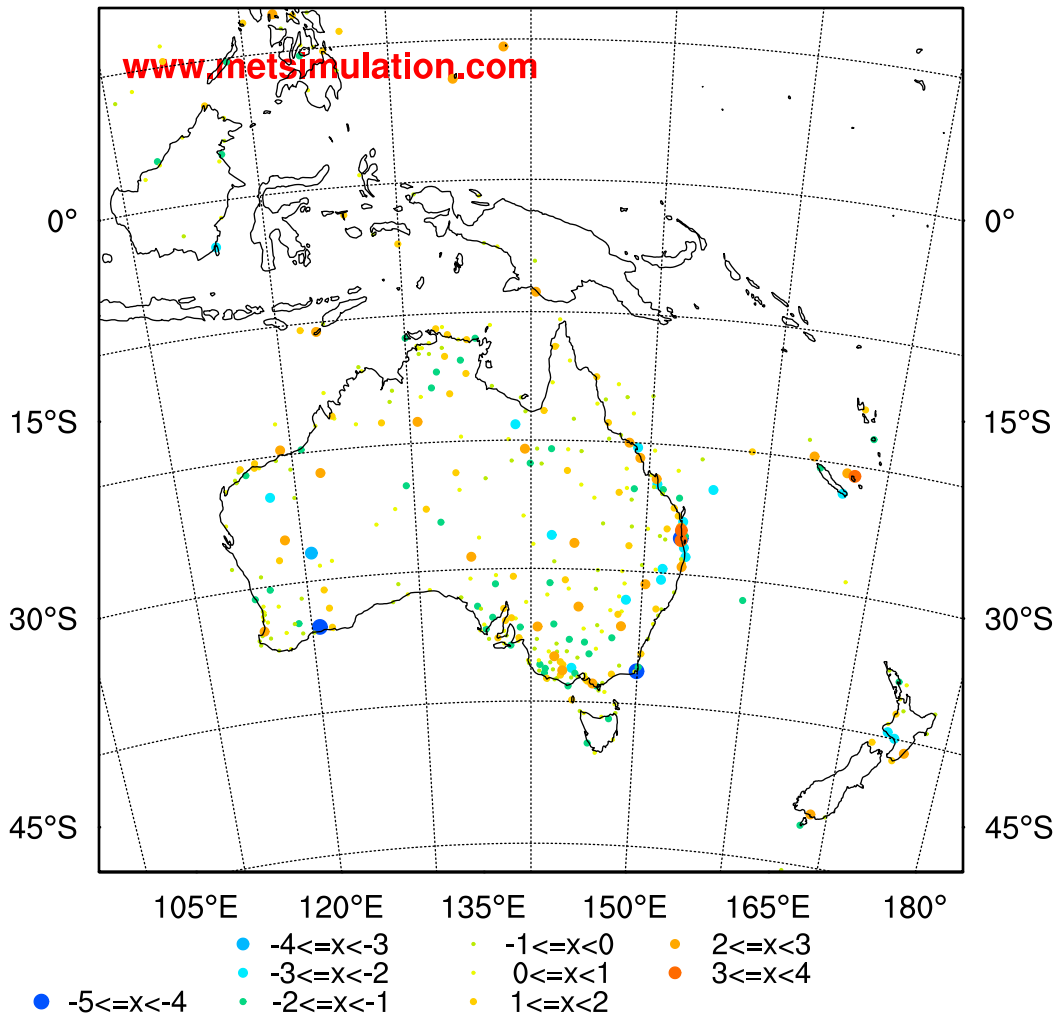 www.metsimulation.com
0° 0°
15°S 15°S
30°S 30°S
45°S 45°S
105°E 120°E 135°E 150°E 165°E 180°
-4<=x<-3 -1<=x<0 2<=x<3
-3<=x<-2 0<=x<1 3<=x<4
-5<=x<-4 -2<=x<-1 1<=x<2